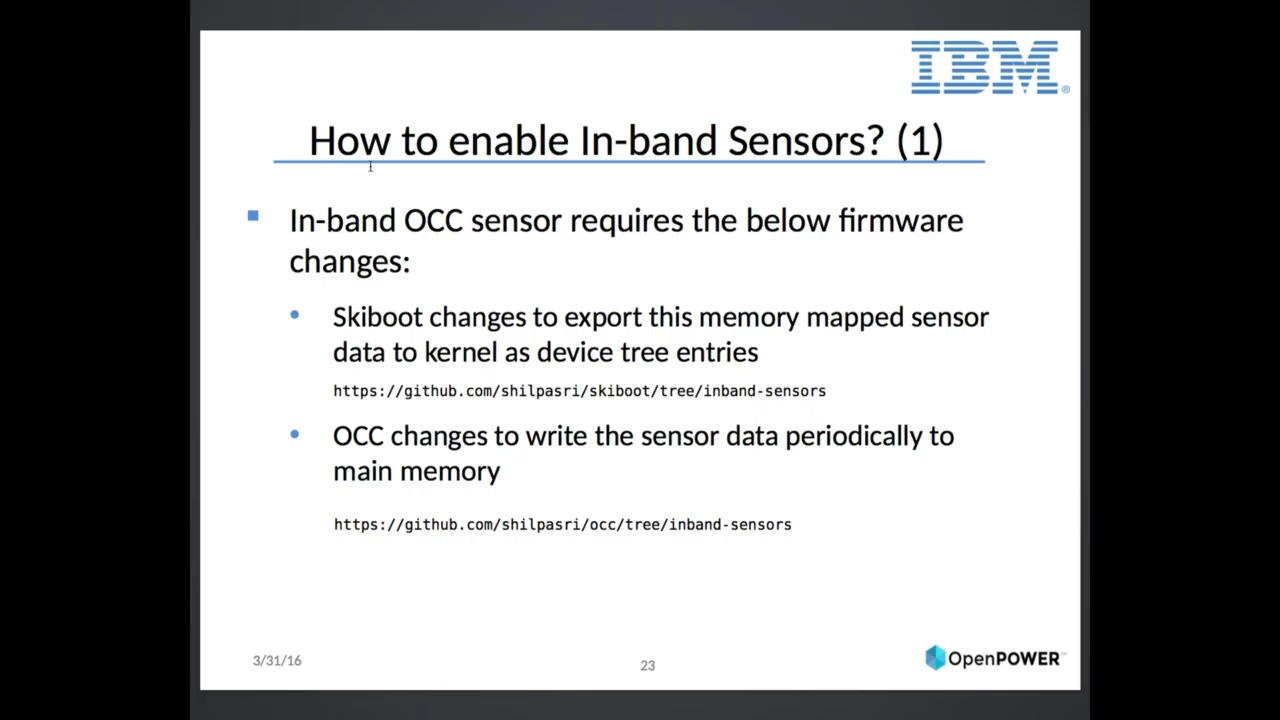 IBM®
How to enable In-band Sensors? (1)
In-band OCC sensor requires the below firmware
changes:
Skiboot changes to export this memory mapped sensor
data to kernel as device tree entries
https://github.com/shilpasri/skiboot/tree/inband-sensors
OCC changes to write the sensor data periodically to
main memory
https://github.com/shilpasri/occ/tree/inband-sensors
3/31/16
23
OpenPOWER™